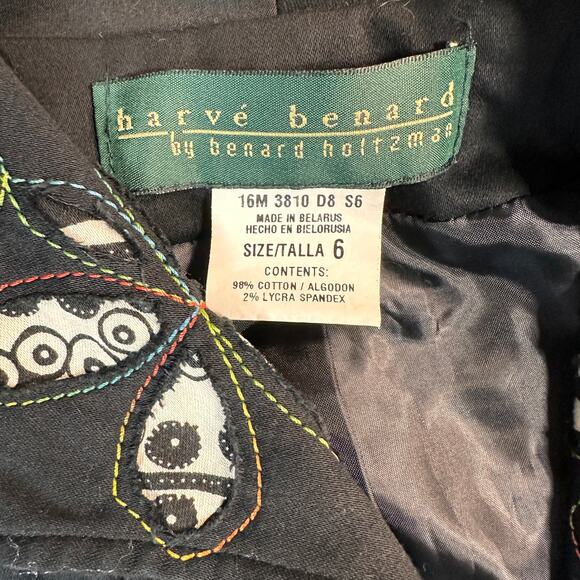 harvé benard
by benard holtzman
16M 3810 D8 S6
MADE IN BELARUS
HECHO EN BIELORUSIA
SIZE/TALLA 6
CONTENTS:
98% COTTON / ALGODON
2% LYCRA SPANDEX